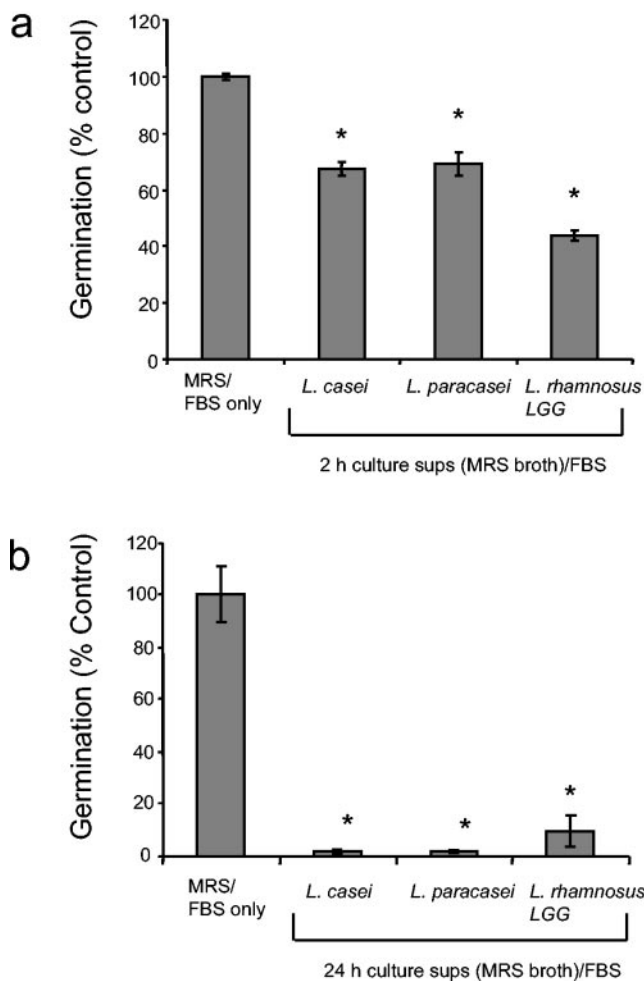 a
Germination (% control)
120
100
80
60
40
20
0
*
*
*
MRS/
FBS only
L. casei
L. paracasei
L. rhamnosus
LGG
2 h culture sups (MRS broth)/FBS
b
Germination (% Control)
120
100
80
60
40
20
0
*
*
*
MRS/
FBS only
L. casei
L. paracasei
L. rhamnosus
LGG
24 h culture sups (MRS broth)/FBS